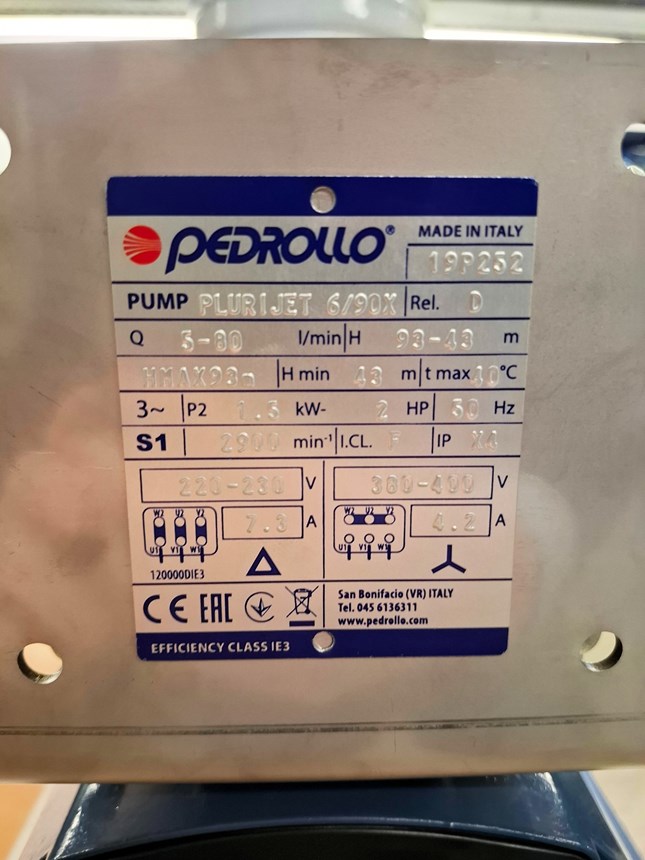 PEDROLLO®
MADE IN ITALY
19P252
PUMP PLURIJET 6/90X Rel. D
Q 5-80 l/min H 93-43 m
HMAX93m H min 43 m t max 40 °C
3~ P2 1.5 kW- 2 HP 50 Hz
S1 2900 min⁻¹ I.CL. F IP X4
220-230 V 380-400 V
W2 U2 V2 7.3 A W2 U2 V2 4.2 A
U1 V1 W1 U1 V1 W1
120000DIE3
CE EAC
San Bonifacio (VR) ITALY
Tel. 045 6136311
www.pedrollo.com
EFFICIENCY CLASS IE3